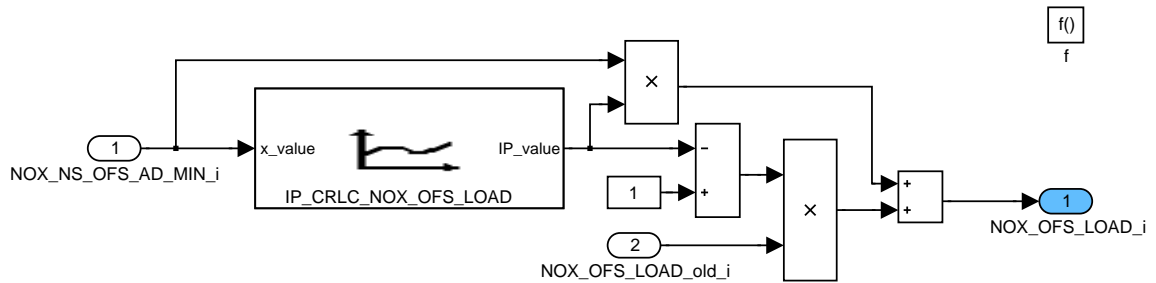 f()
f
×
1
x_value
IP_value
−
NOX_NS_OFS_AD_MIN_i
IP_CRLC_NOX_OFS_LOAD
1
+
×
+
+
1
NOX_OFS_LOAD_i
2
NOX_OFS_LOAD_old_i